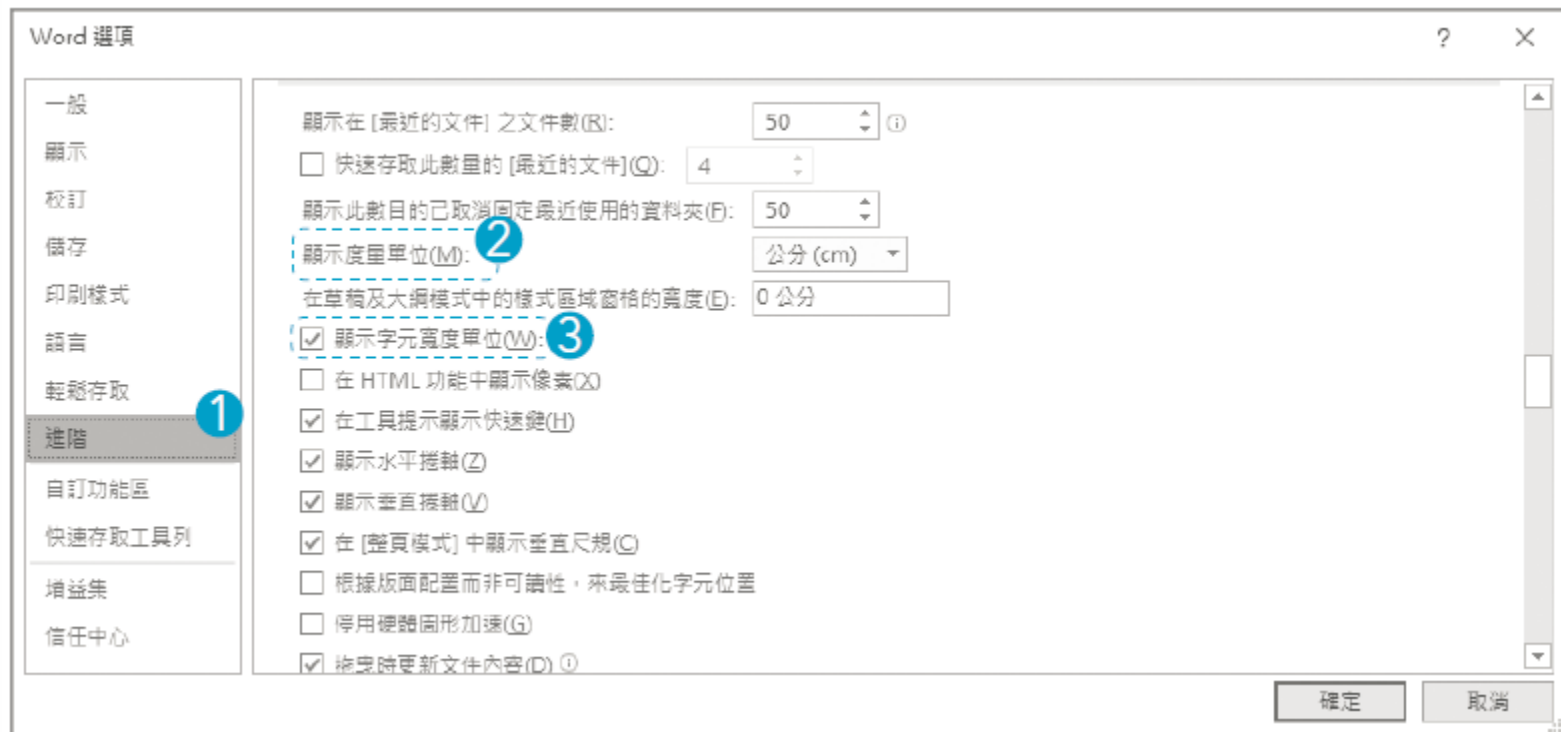 Word 選項
?
一般
顯示
校訂
儲存
印刷樣式
語言
輕鬆存取
進階
1
自訂功能區
快速存取工具列
增益集
信任中心
顯示在 [最近的文件] 之文件數(R): 50
快速存取此數量的 [最近的文件](Q): 4
顯示此數目的已取消固定最近使用的資料夾(F): 50
顯示度量單位(M): 2 公分 (cm)
在草稿及大綱模式中的樣式區域窗格的寬度(E): 0 公分
顯示字元寬度單位(W): 3
在 HTML 功能中顯示像素(X)
在工具提示顯示快速鍵(H)
顯示水平捲軸(Z)
顯示垂直捲軸(V)
在 [整頁模式] 中顯示垂直尺規(C)
根據版面配置而非可讀性，來最佳化字元位置
停用硬體圖形加速(G)
拖曳時更新文件內容(D)
確定 取消